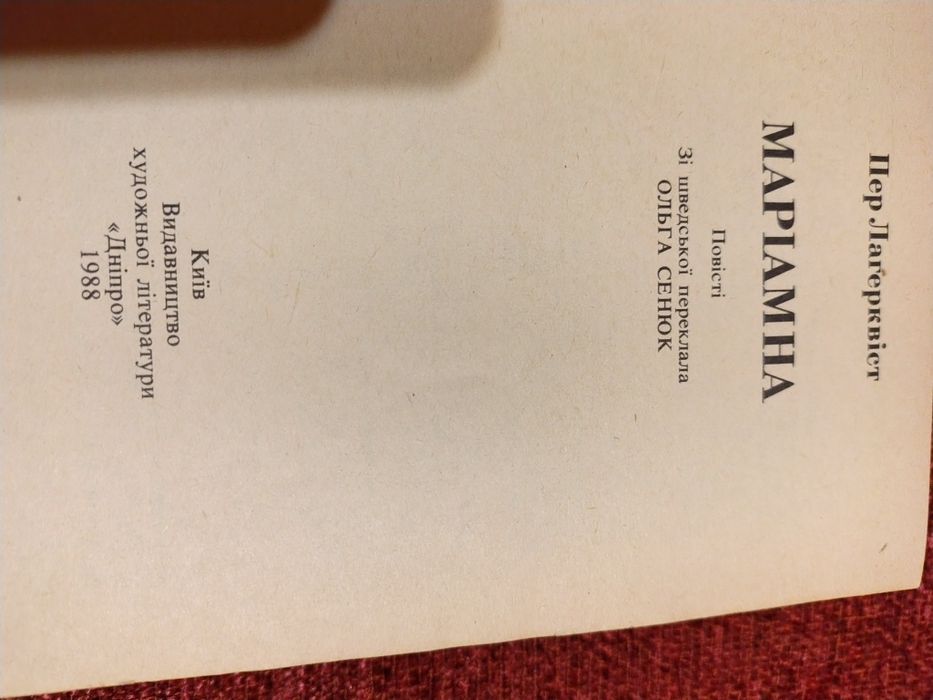 Пер Лагерквіст
МАРІАМНА
Повісті
Зі шведської переклала
ОЛЬГА СЕНЮК
Київ
Видавництво
художньої літератури
«Дніпро»
1988